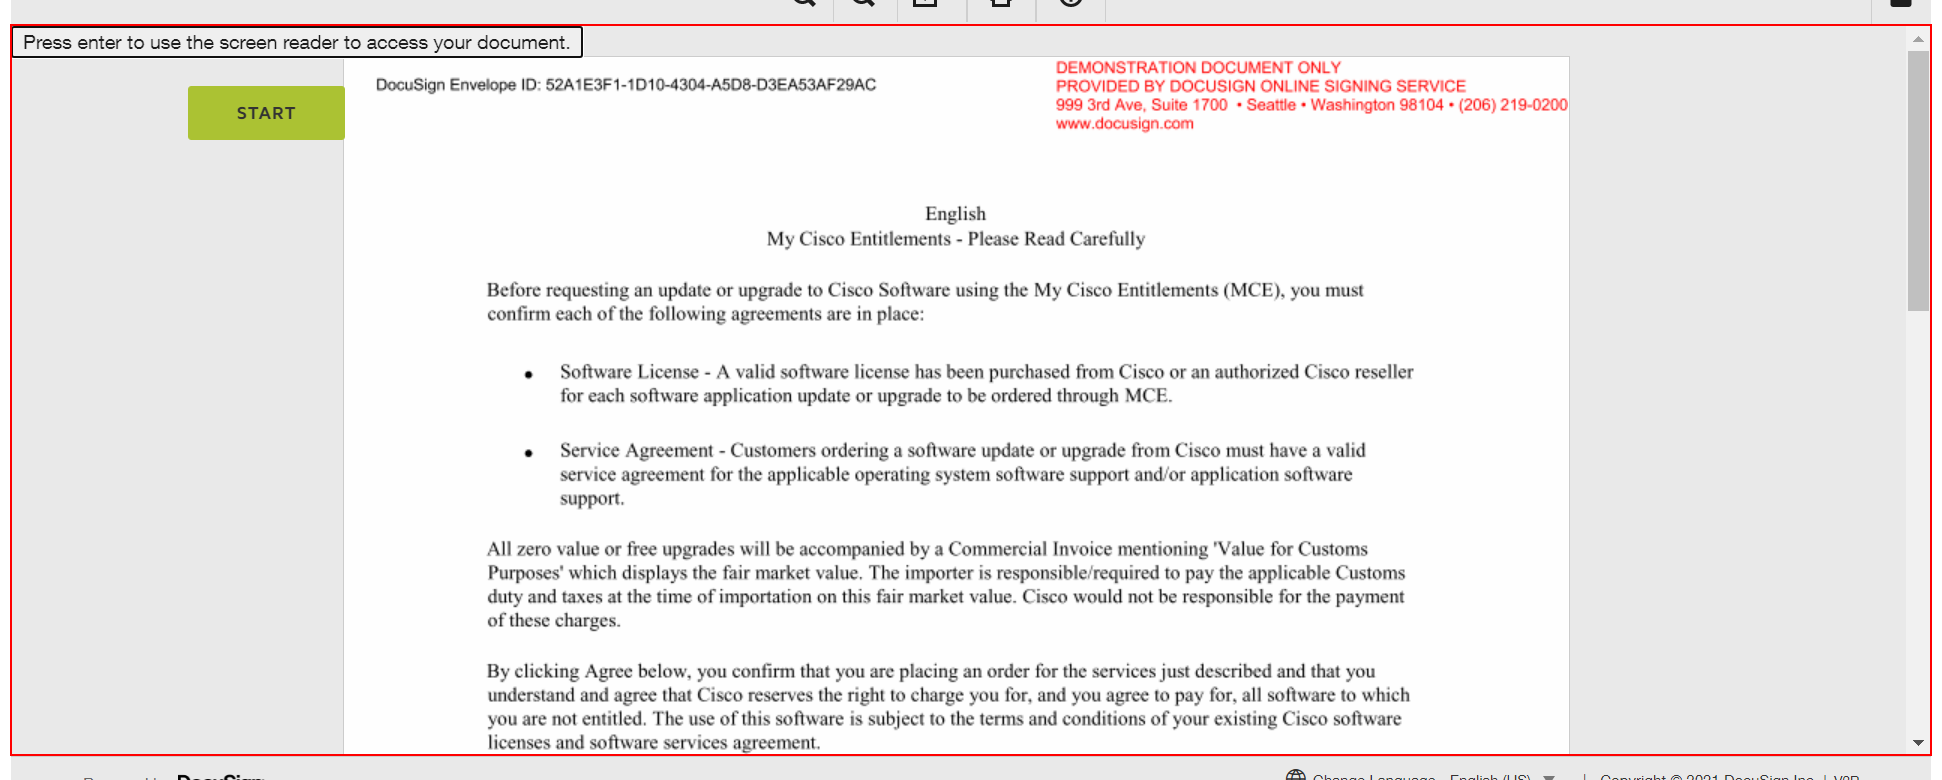 Press enter to use the screen reader to access your document.
START
DocuSign Envelope ID: 52A1E3F1-1D10-4304-A5D8-D3EA53AF29AC
DEMONSTRATION DOCUMENT ONLY
PROVIDED BY DOCUSIGN ONLINE SIGNING SERVICE
999 3rd Ave, Suite 1700 • Seattle • Washington 98104 • (206) 219-0200
www.docusign.com
English
My Cisco Entitlements - Please Read Carefully
Before requesting an update or upgrade to Cisco Software using the My Cisco Entitlements (MCE), you must
confirm each of the following agreements are in place:
• Software License - A valid software license has been purchased from Cisco or an authorized Cisco reseller
for each software application update or upgrade to be ordered through MCE.
• Service Agreement - Customers ordering a software update or upgrade from Cisco must have a valid
service agreement for the applicable operating system software support and/or application software
support.
All zero value or free upgrades will be accompanied by a Commercial Invoice mentioning 'Value for Customs
Purposes' which displays the fair market value. The importer is responsible/required to pay the applicable Customs
duty and taxes at the time of importation on this fair market value. Cisco would not be responsible for the payment
of these charges.
By clicking Agree below, you confirm that you are placing an order for the services just described and that you
understand and agree that Cisco reserves the right to charge you for, and you agree to pay for, all software to which
you are not entitled. The use of this software is subject to the terms and conditions of your existing Cisco software
licenses and software services agreement.
DocuSign
Change Language - English (US) | Copyright © 2021 DocuSign Inc. | V2R